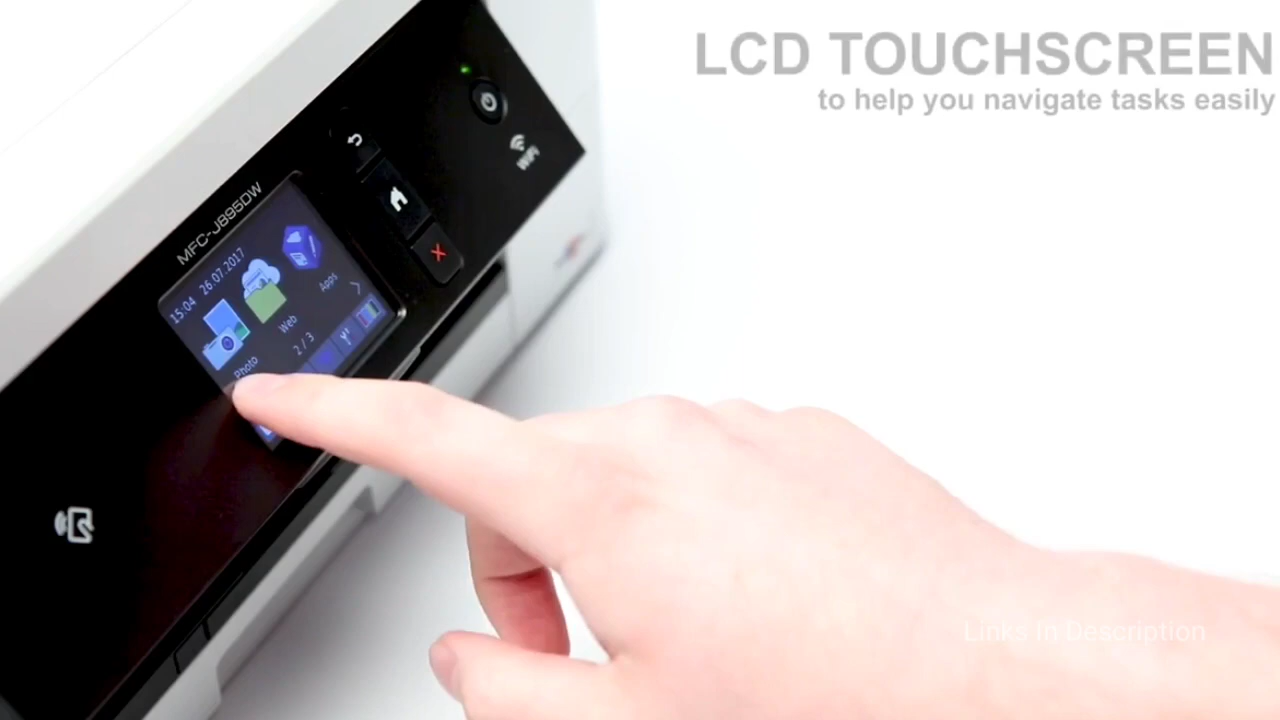 LCD TOUCHSCREEN
to help you navigate tasks easily
WiFi
MFC-J895DW
15:04 26.07.2017
Photo
Web
Apps
2 / 3
Links In Description